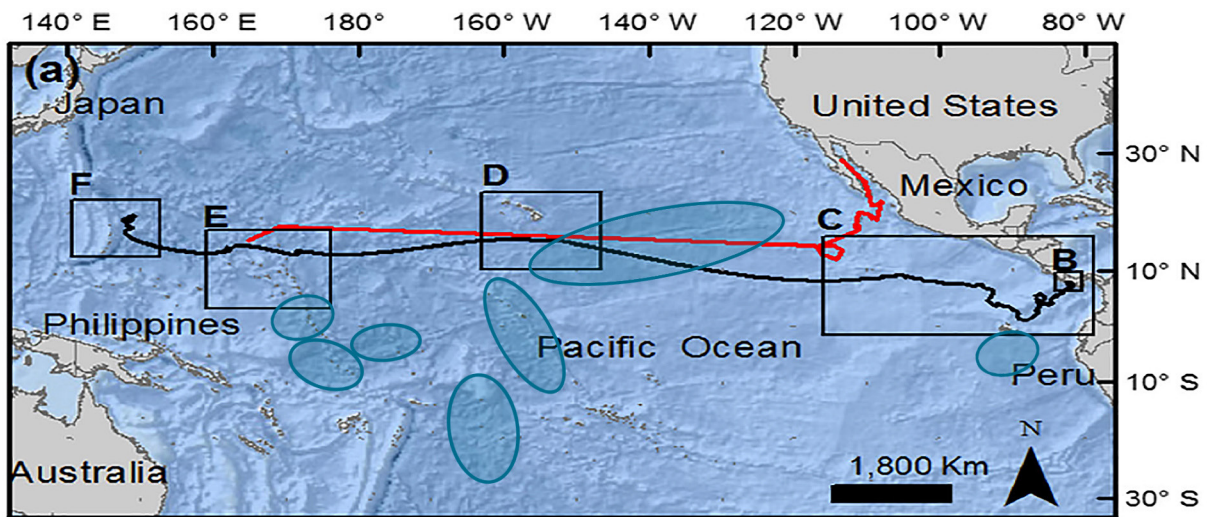 140° E 160° E 180° 160° W 140° W 120° W 100° W 80° W
(a)
Japan
United States
30° N
D
Mexico
F
E
C
B
10° N
Philippines
Pacific Ocean
Peru
10° S
N
Australia
1,800 Km
30° S